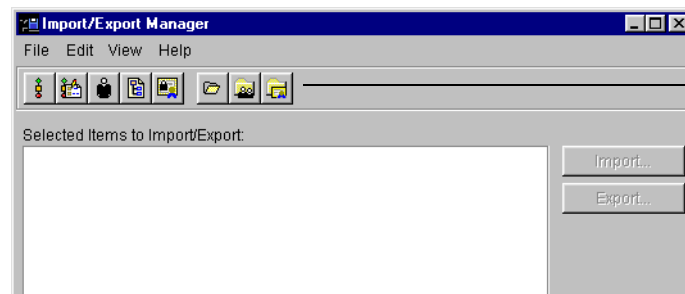 Import/Export Manager
File Edit View Help
Selected Items to Import/Export:
Import...
Export...